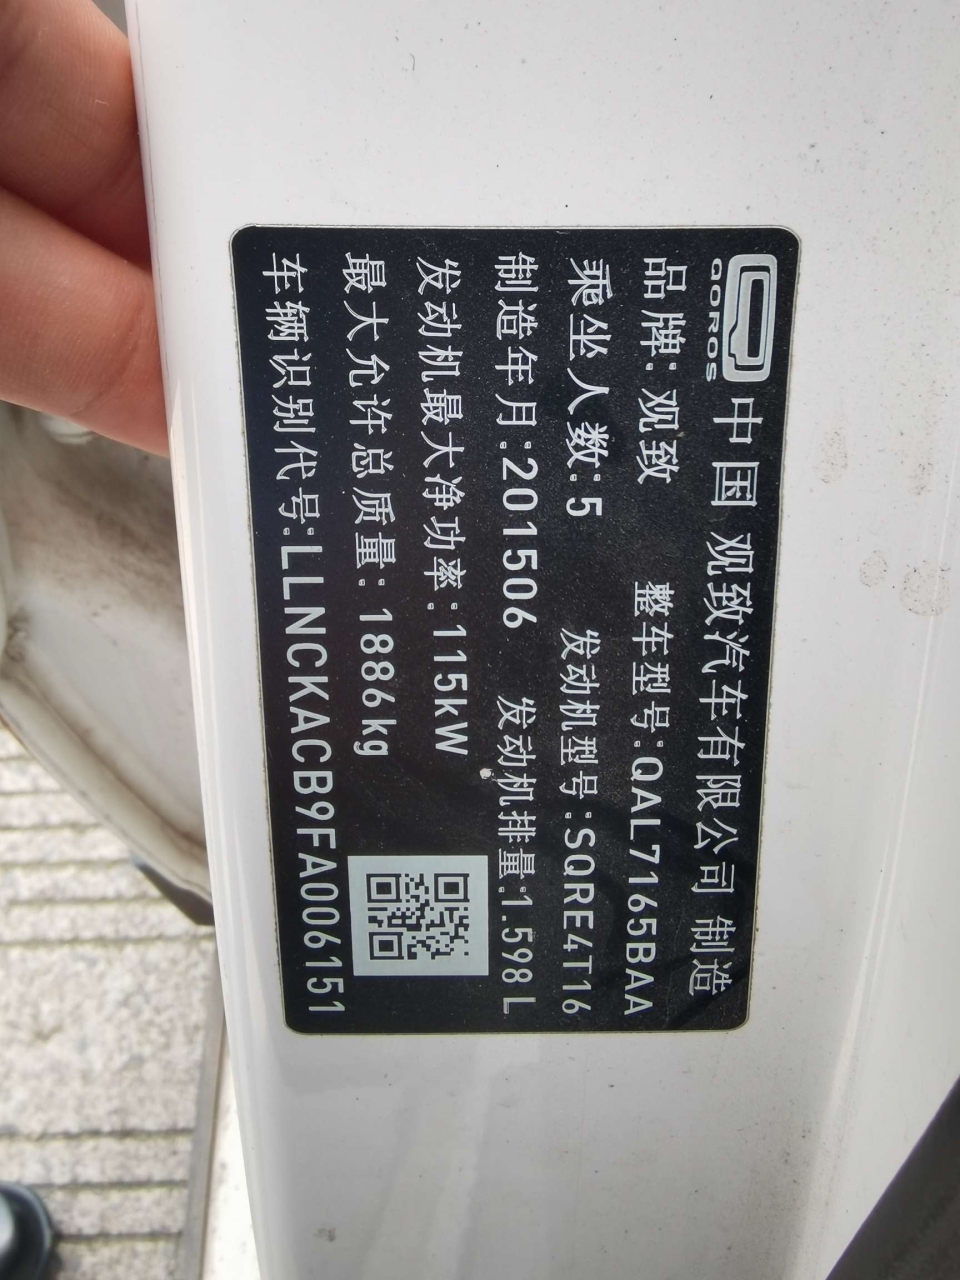 QOROS 中国 观致汽车有限公司 制造
品牌:观致 整车型号:QAL7165BAA
乘坐人数:5 发动机型号:SQRE4T16
制造年月:201506 发动机排量:1.598L
发动机最大净功率:115kW
最大允许总质量:1886kg
车辆识别代号:LLNCKACB9FA006151